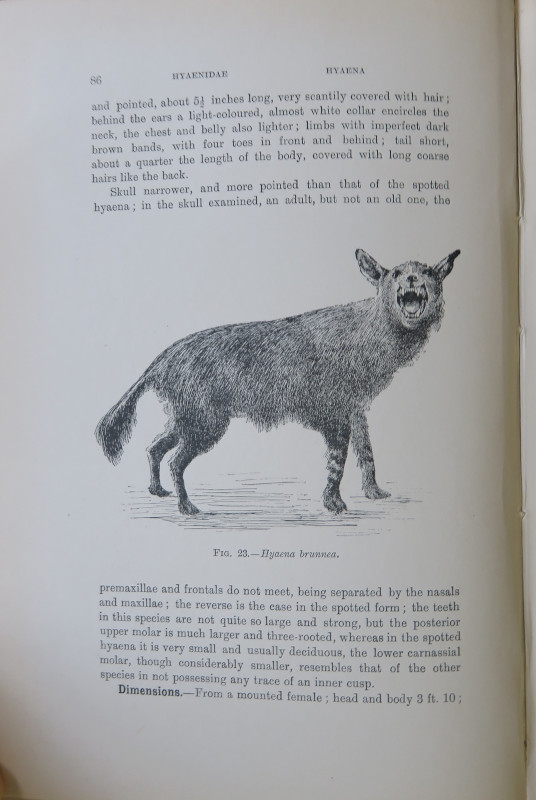 86 HYAENIDAE HYAENA
and pointed, about 5½ inches long, very scantily covered with hair;
behind the ears a light-coloured, almost white collar encircles the
neck, the chest and belly also lighter; limbs with imperfect dark
brown bands, with four toes in front and behind; tail short,
about a quarter the length of the body, covered with long coarse
hairs like the back.
Skull narrower, and more pointed than that of the spotted
hyaena; in the skull examined, an adult, but not an old one, the
FIG. 23.—Hyaena brunnea.
premaxillae and frontals do not meet, being separated by the nasals
and maxillae; the reverse is the case in the spotted form; the teeth
in this species are not quite so large and strong, but the posterior
upper molar is much larger and three-rooted, whereas in the spotted
hyaena it is very small and usually deciduous, the lower carnassial
molar, though considerably smaller, resembles that of the other
species in not possessing any trace of an inner cusp.
Dimensions.—From a mounted female; head and body 3 ft. 10;